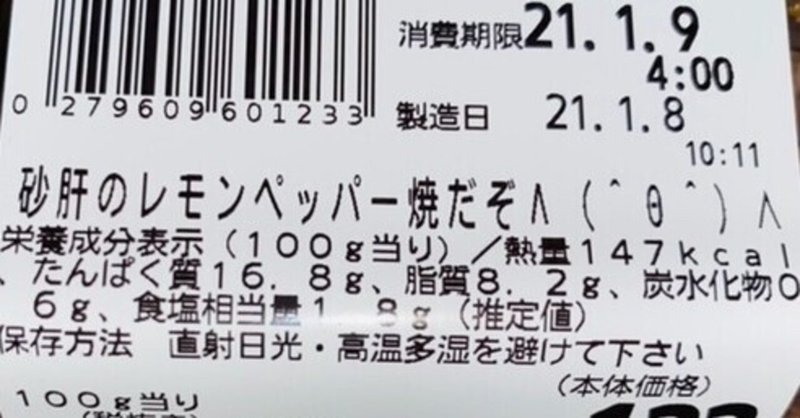 消費期限21.1.9
4:00
0 279609 601233
製造日 21.1.8
10:11
砂肝のレモンペッパー焼だぞΛ(＾θ＾)Λ
栄養成分表示(100g当り)/熱量147kcal
、たんぱく質16.8g、脂質8.2g、炭水化物0
6g、食塩相当量1.8g(推定値)
保存方法 直射日光・高温多湿を避けて下さい
(本体価格)
100g当り